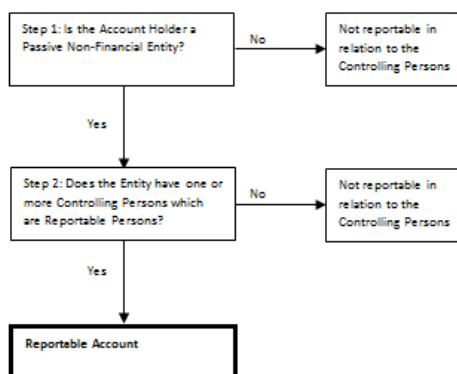 Step 1: Is the Account Holder a
Passive Non-Financial Entity?
No
Not reportable in
relation to the
Controlling Persons
Yes
Step 2: Does the Entity have one or
more Controlling Persons which
are Reportable Persons?
No
Not reportable in
relation to the
Controlling Persons
Yes
Reportable Account